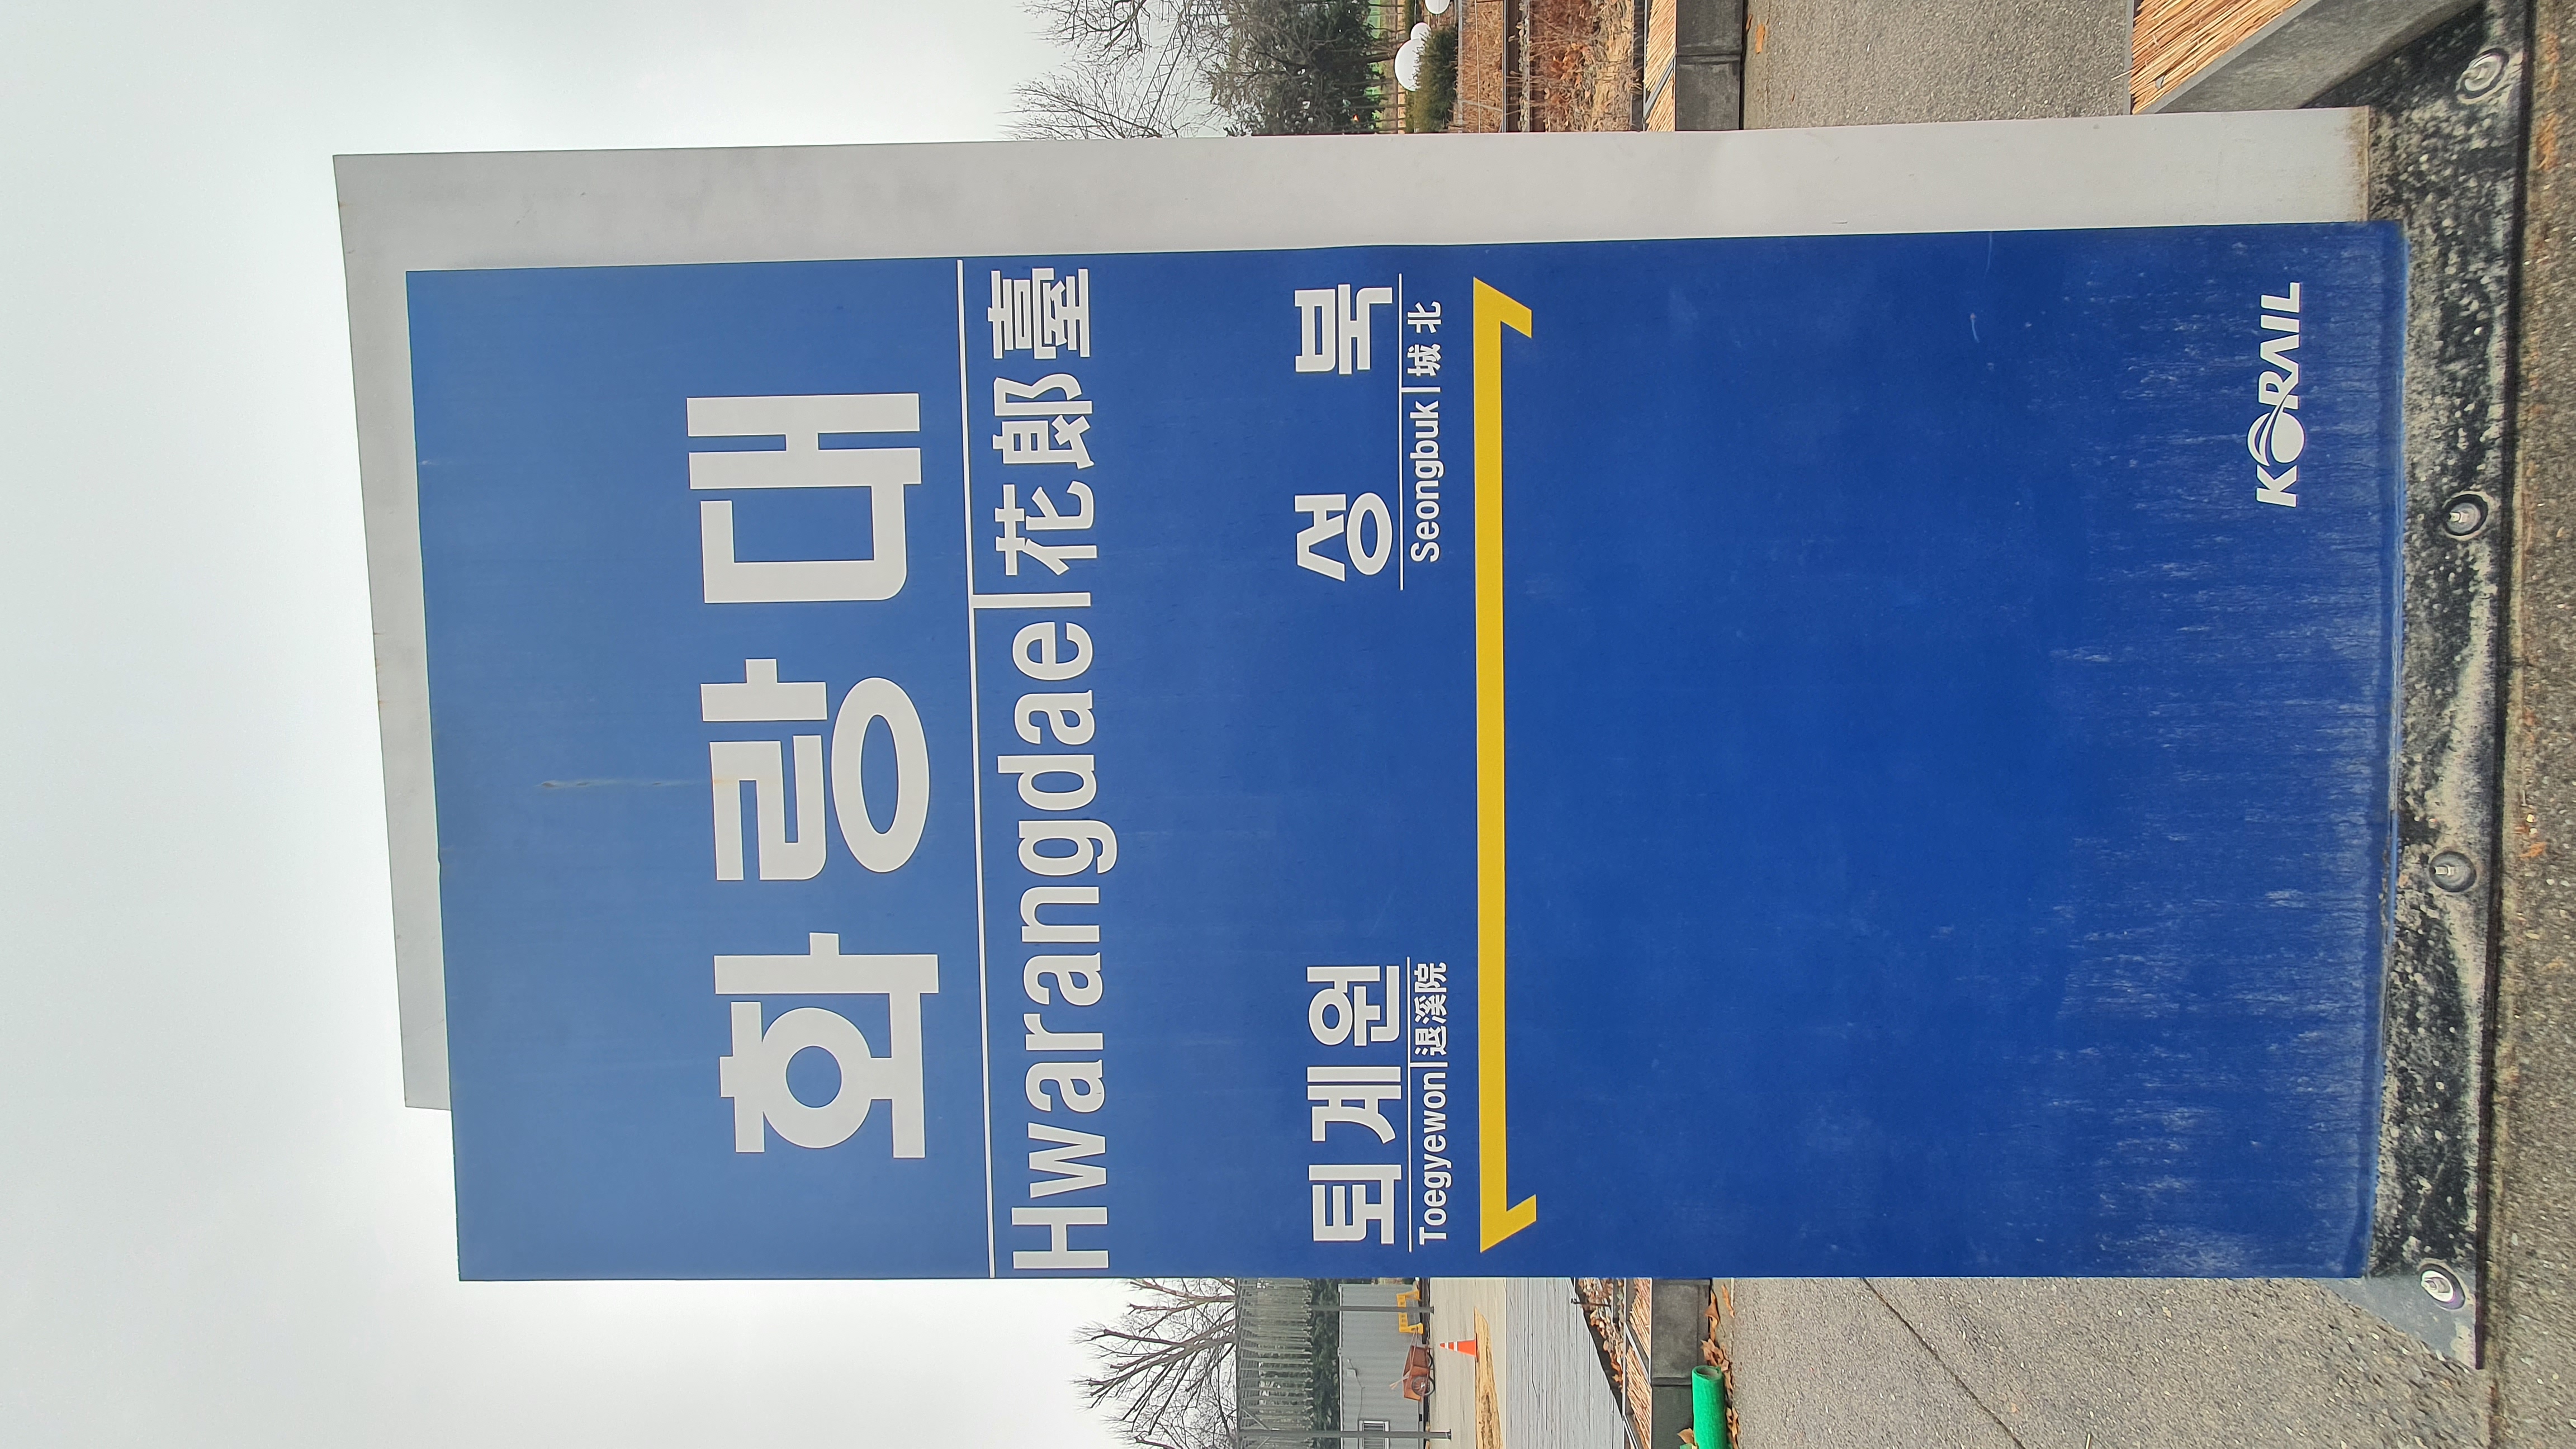 화랑대
Hwarangdae | 花郎臺
퇴계원 성북
Toegyewon | 退溪院 Seongbuk | 城北
KORAIL